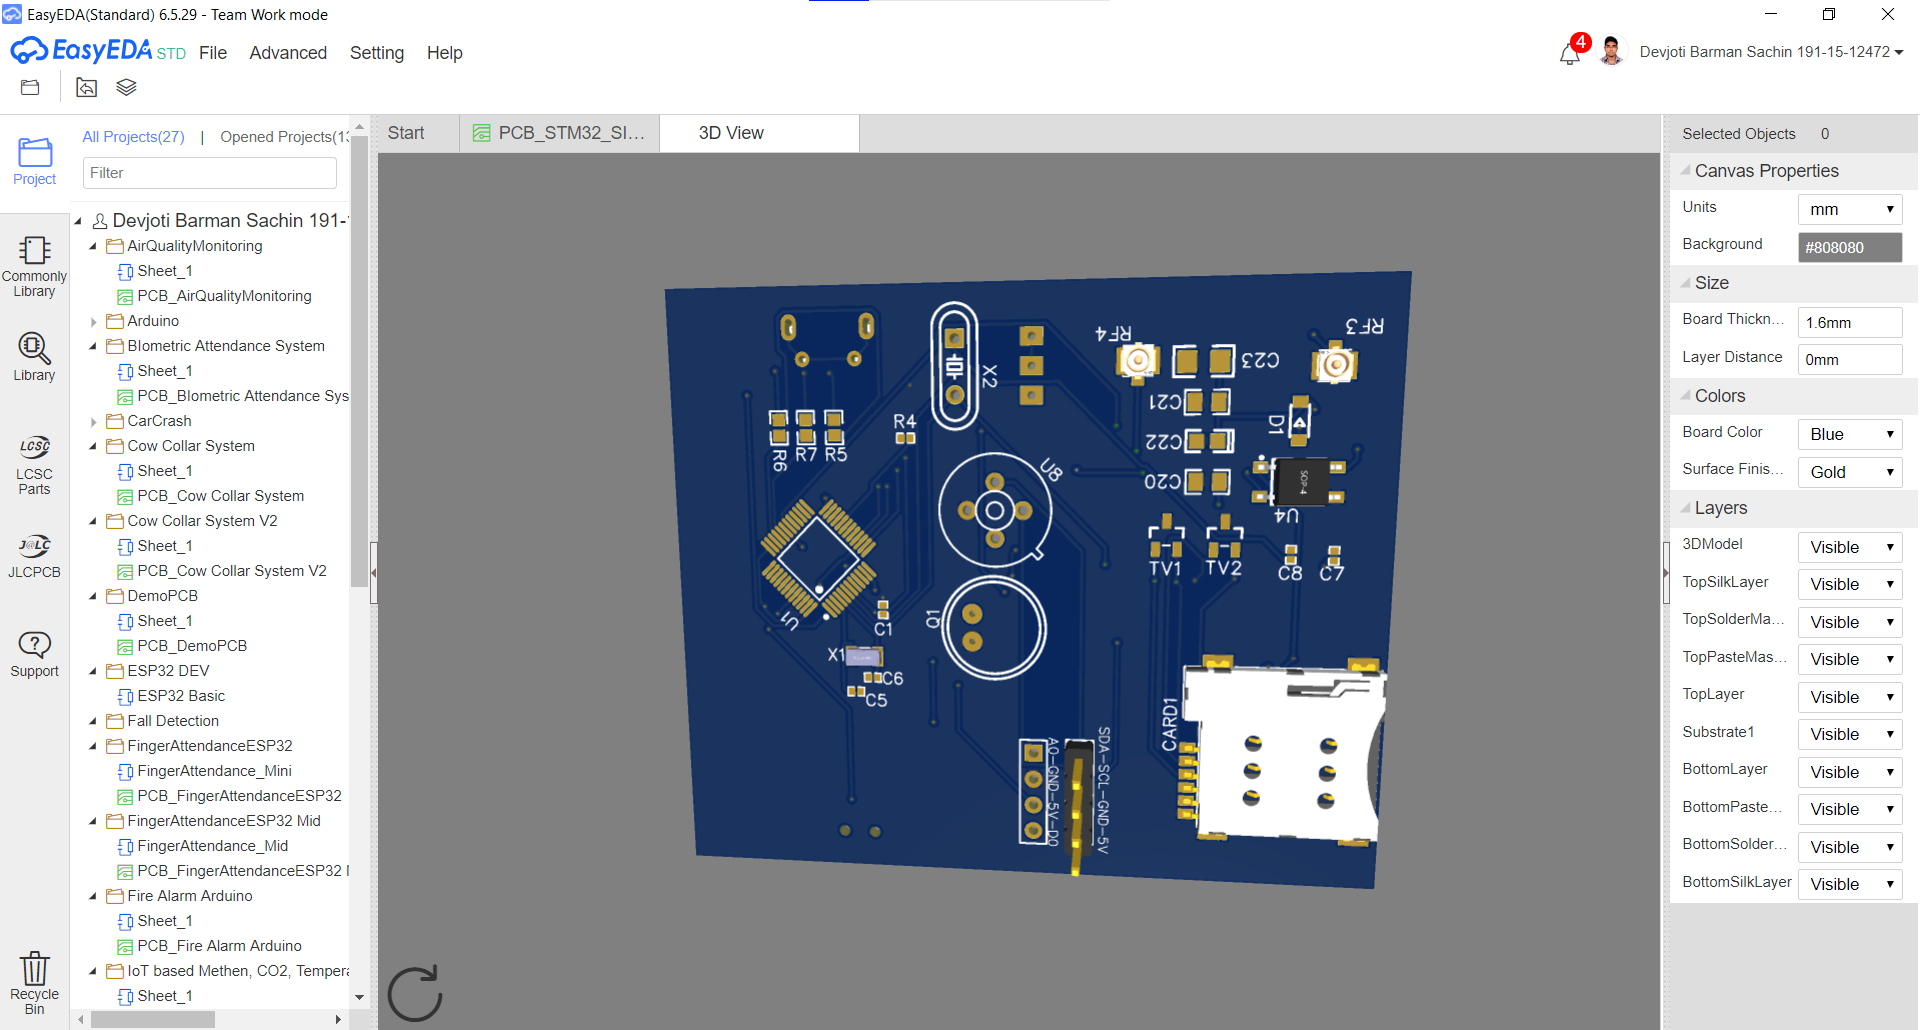 EasyEDA(Standard) 6.5.29 - Team Work mode
EasyEDA STD File Advanced Setting Help
4 Devjoti Barman Sachin 191-15-12472
All Projects(27) | Opened Projects(13
Start PCB_STM32_SI... 3D View
Selected Objects 0
Project
Filter
Commonly Library
Library
LCSC
LCSC Parts
J@LC
JLCPCB
Support
Recycle Bin
Devjoti Barman Sachin 191-
AirQualityMonitoring
Sheet_1
PCB_AirQualityMonitoring
Arduino
BIometric Attendance System
Sheet_1
PCB_BIometric Attendance Sys
CarCrash
Cow Collar System
Sheet_1
PCB_Cow Collar System
Cow Collar System V2
Sheet_1
PCB_Cow Collar System V2
DemoPCB
Sheet_1
PCB_DemoPCB
ESP32 DEV
ESP32 Basic
Fall Detection
FingerAttendanceESP32
FingerAttendance_Mini
PCB_FingerAttendanceESP32
FingerAttendanceESP32 Mid
FingerAttendance_Mid
PCB_FingerAttendanceESP32
Fire Alarm Arduino
Sheet_1
PCB_Fire Alarm Arduino
IoT based Methen, CO2, Tempera
Sheet_1
RF4
RF3
X2
C23
C21
D1
R4
C22
R6
R7
R5
U8
C20
SOP-4
U4
TV1
TV2
C8
C7
U1
C1
Q1
X1
C6
C5
CARD1
A0-GND-5V-D0
SDA-SCL-GND-5V
Canvas Properties
Units mm
Background #808080
Size
Board Thickn... 1.6mm
Layer Distance 0mm
Colors
Board Color Blue
Surface Finis... Gold
Layers
3DModel Visible
TopSilkLayer Visible
TopSolderMa... Visible
TopPasteMas... Visible
TopLayer Visible
Substrate1 Visible
BottomLayer Visible
BottomPaste... Visible
BottomSolder... Visible
BottomSilkLayer Visible